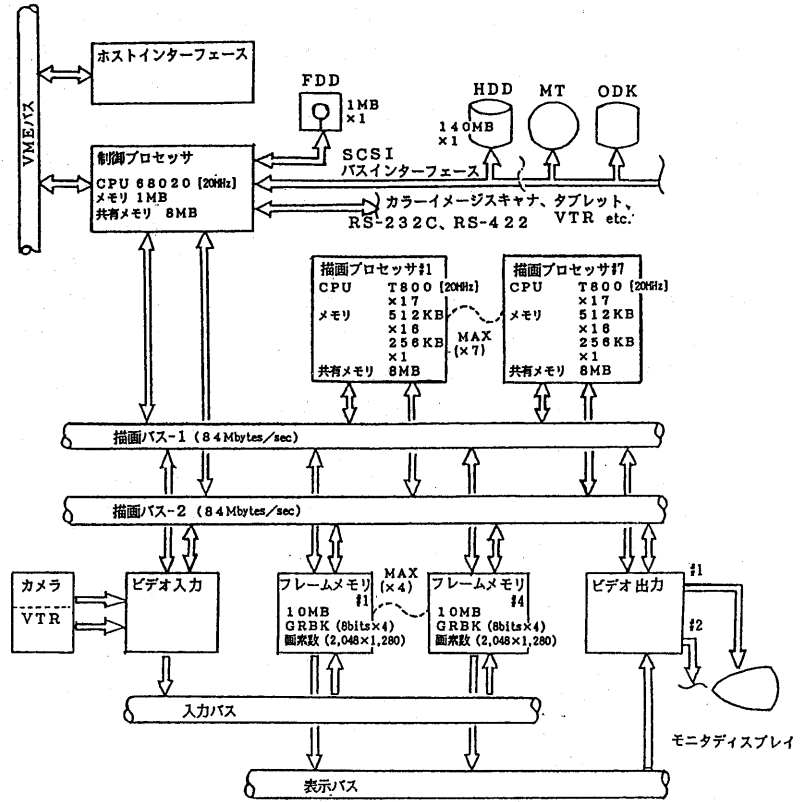 ホストインターフェース
VMEバス
FDD
1MB
×1
HDD
MT
ODK
140MB
×1
制御プロセッサ
CPU 68020 [20MHz]
メモリ 1MB
共有メモリ 8MB
SCSI
バスインターフェース
カラーイメージスキャナ、タブレット、
RS-232C、RS-422
VTR etc.
描画プロセッサ#1
CPU T800 [20MHz]
×17
メモリ 512KB
×16
256KB
×1
共有メモリ 8MB
MAX
(×7)
描画プロセッサ#7
CPU T800 [20MHz]
×17
メモリ 512KB
×16
256KB
×1
共有メモリ 8MB
描画バス-1 (84Mbytes/sec)
描画バス-2 (84Mbytes/sec)
カメラ
VTR
ビデオ入力
フレームメモリ
#1
10MB
GRBK (8bits×4)
画素数 (2,048×1,280)
MAX
(×4)
フレームメモリ
#4
10MB
GRBK (8bits×4)
画素数 (2,048×1,280)
ビデオ出力
#1
#2
入力バス
モニタディスプレイ
表示バス